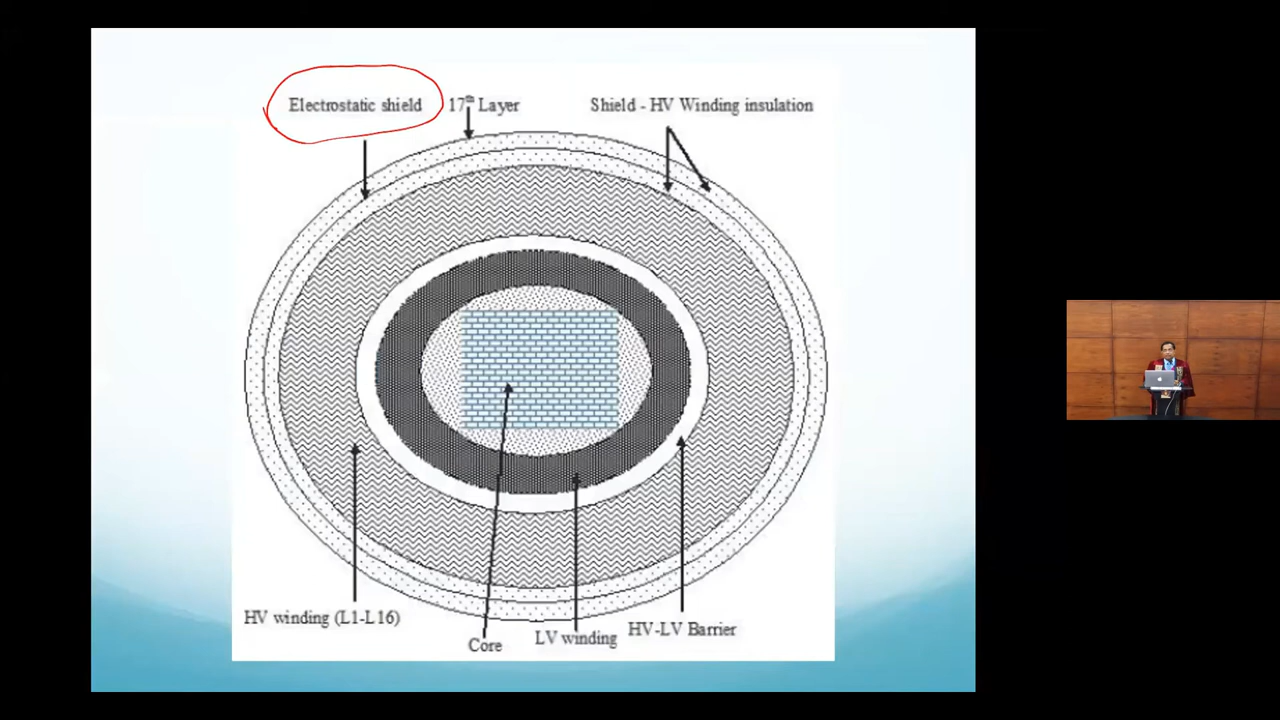 Electrostatic shield
17th Layer
Shield - HV Winding insulation
HV winding (L1-L16)
Core
LV winding
HV-LV Barrier